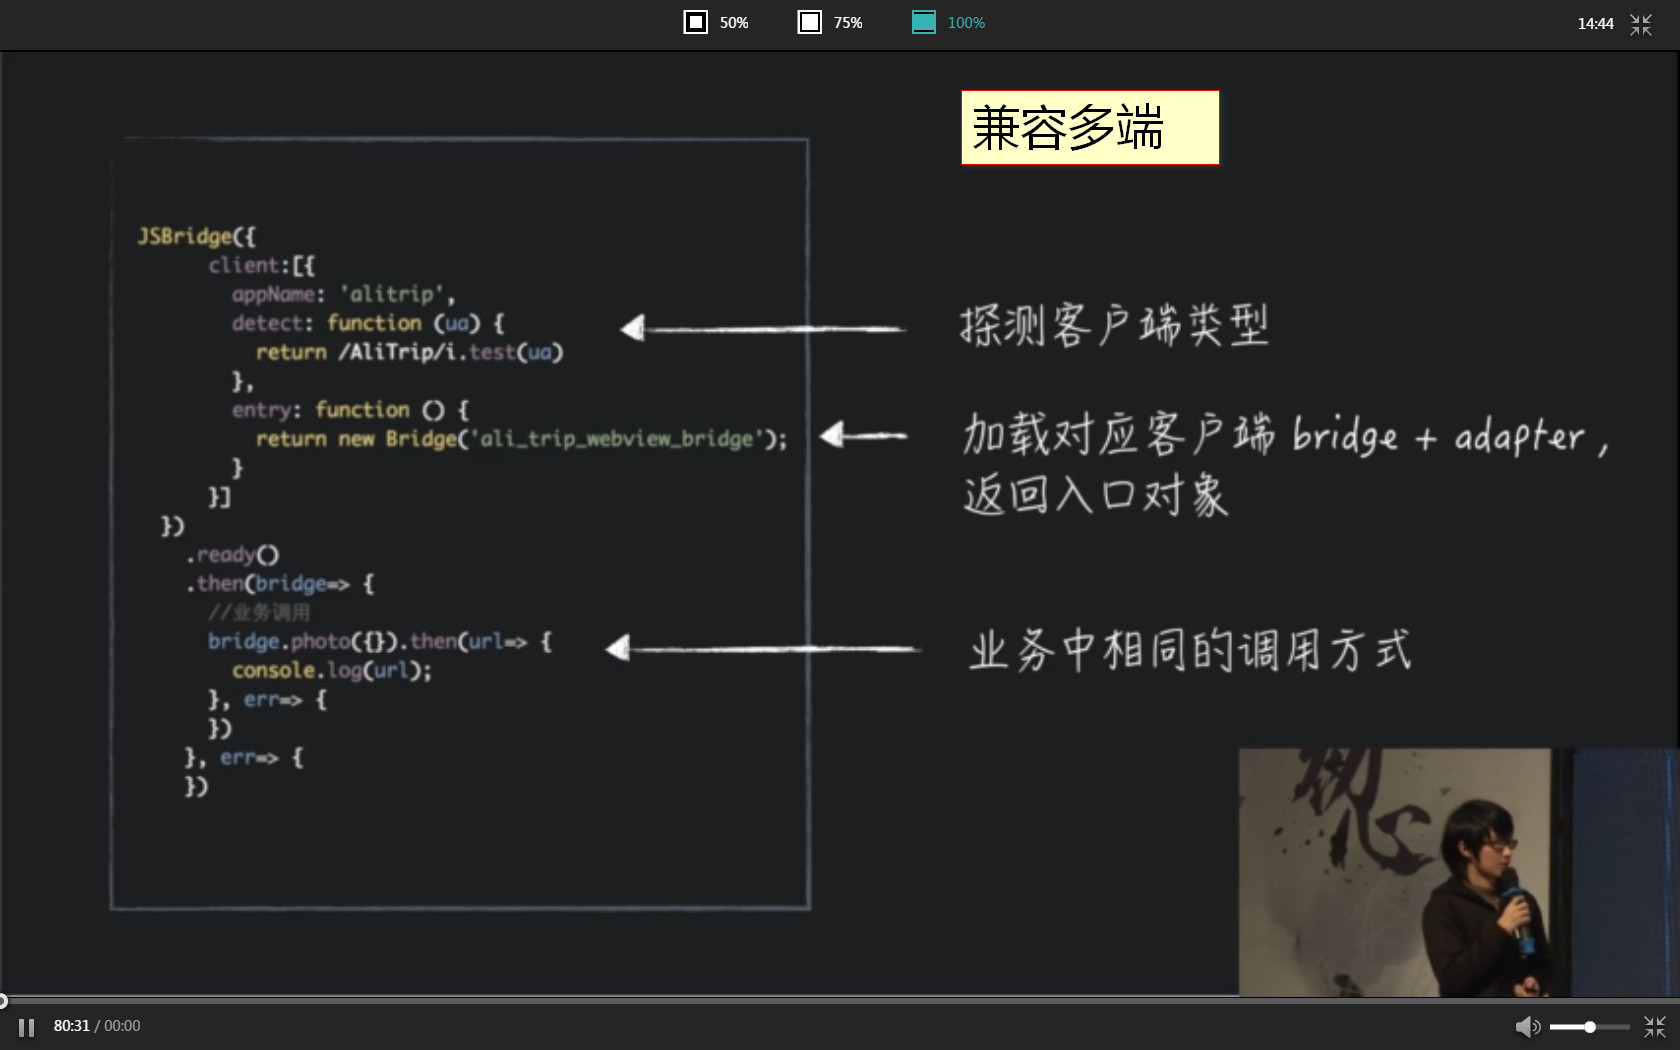 50% 75% 100% 14:44
兼容多端
JSBridge({
client:[{
appName: 'alitrip',
detect: function (ua) {
return /AliTrip/i.test(ua)
},
entry: function () {
return new Bridge('ali_trip_webview_bridge');
}
}]
})
.ready()
.then(bridge=> {
//业务调用
bridge.photo({}).then(url=> {
console.log(url);
}, err=> {
})
}, err=> {
})
探测客户端类型
加载对应客户端 bridge + adapter ,
返回入口对象
业务中相同的调用方式
初心
80:31 / 00:00